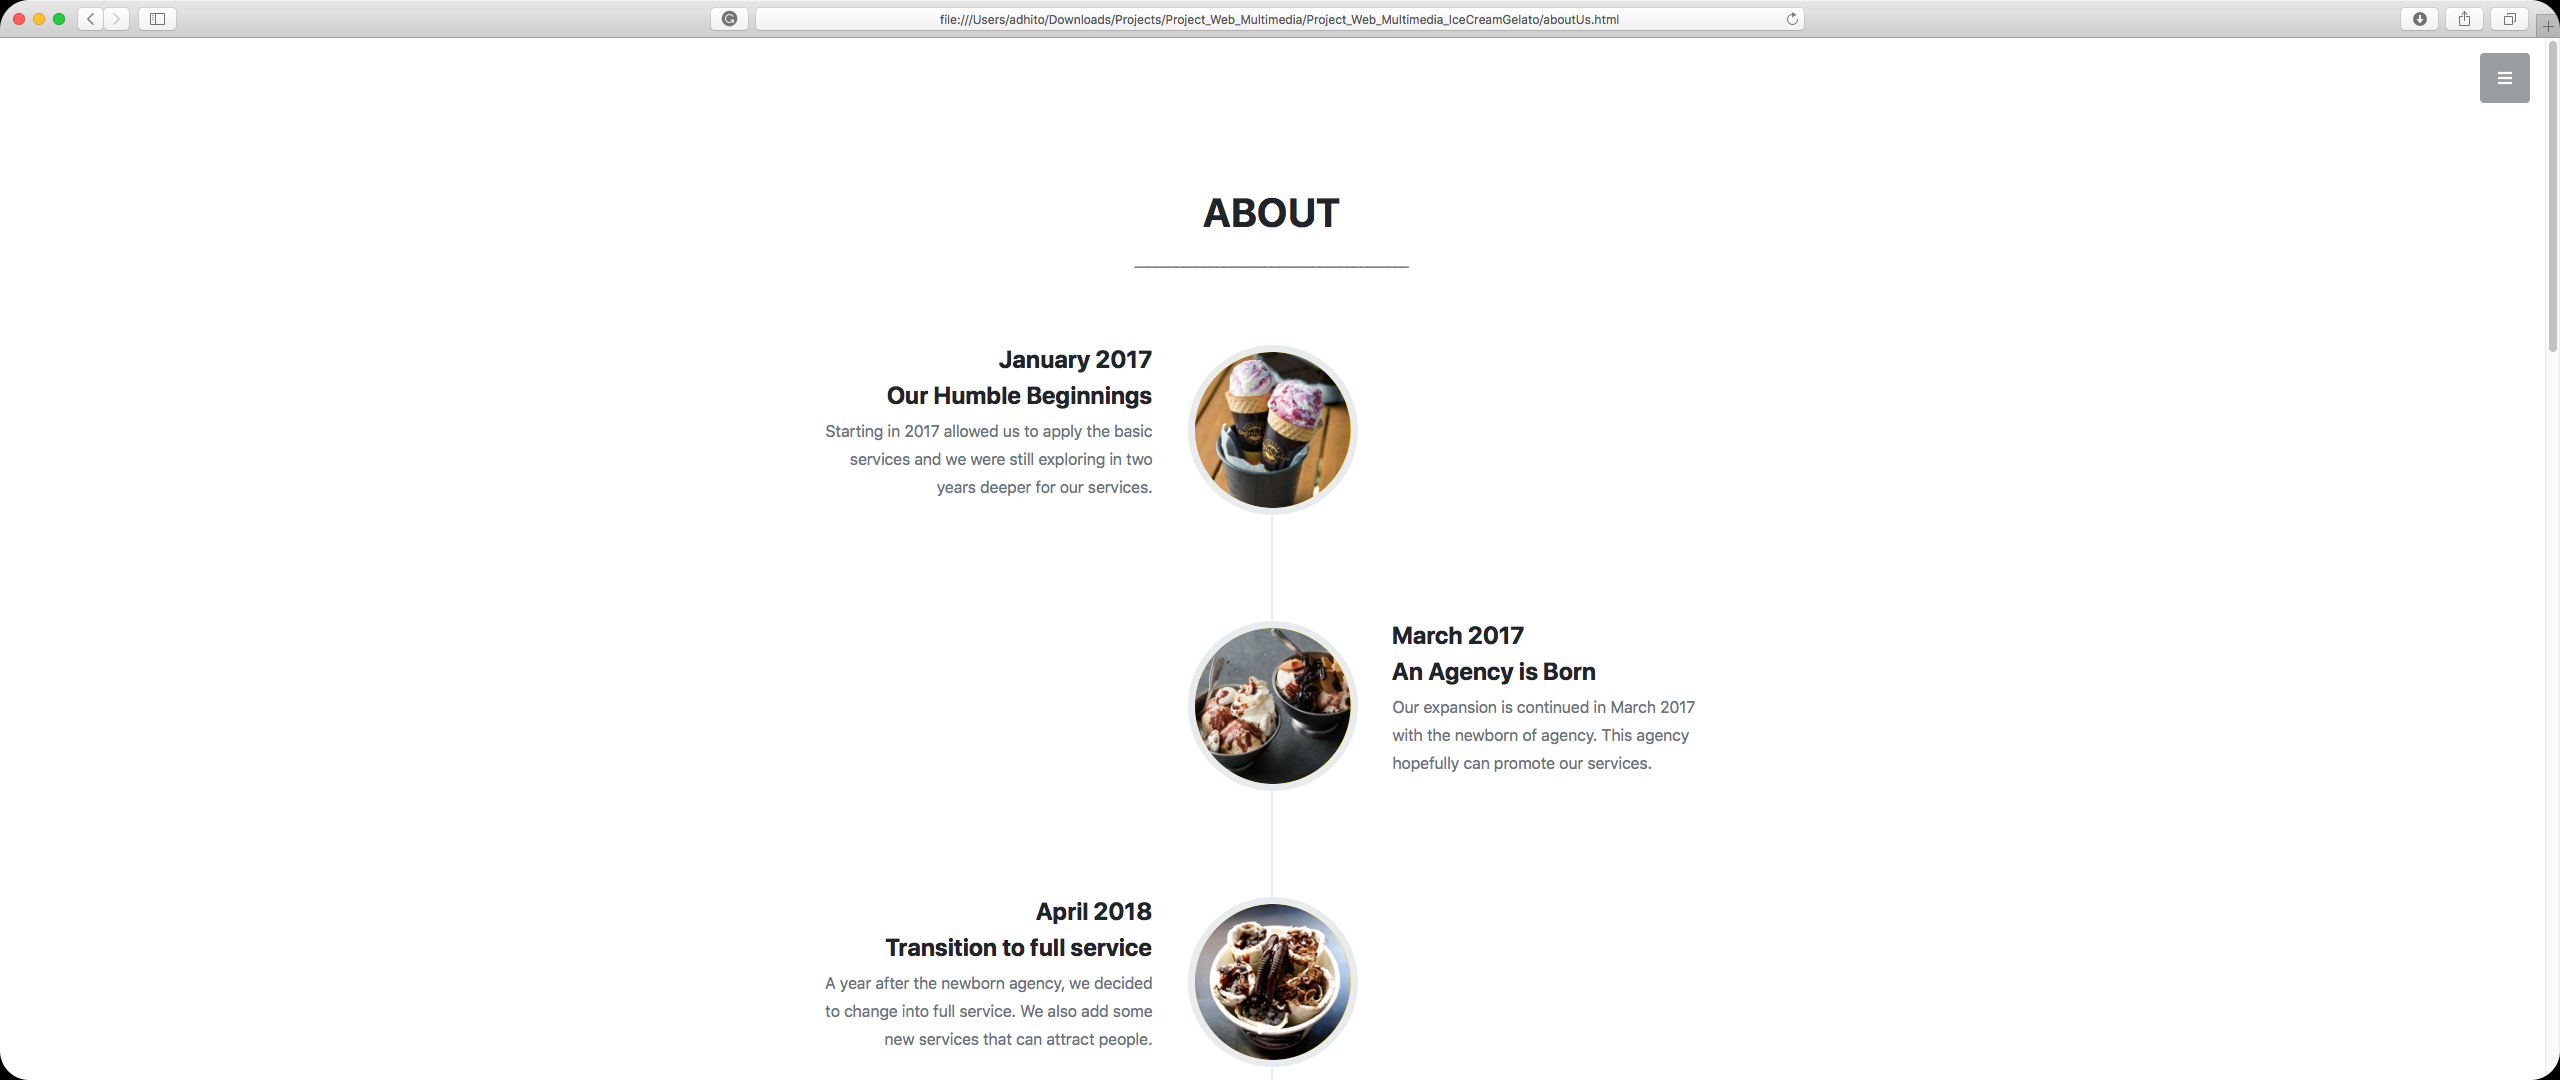 file:///Users/adhito/Downloads/Projects/Project_Web_Multimedia/Project_Web_Multimedia_IceCreamGelato/aboutUs.html
ABOUT
January 2017
Our Humble Beginnings
Starting in 2017 allowed us to apply the basic
services and we were still exploring in two
years deeper for our services.
March 2017
An Agency is Born
Our expansion is continued in March 2017
with the newborn of agency. This agency
hopefully can promote our services.
April 2018
Transition to full service
A year after the newborn agency, we decided
to change into full service. We also add some
new services that can attract people.